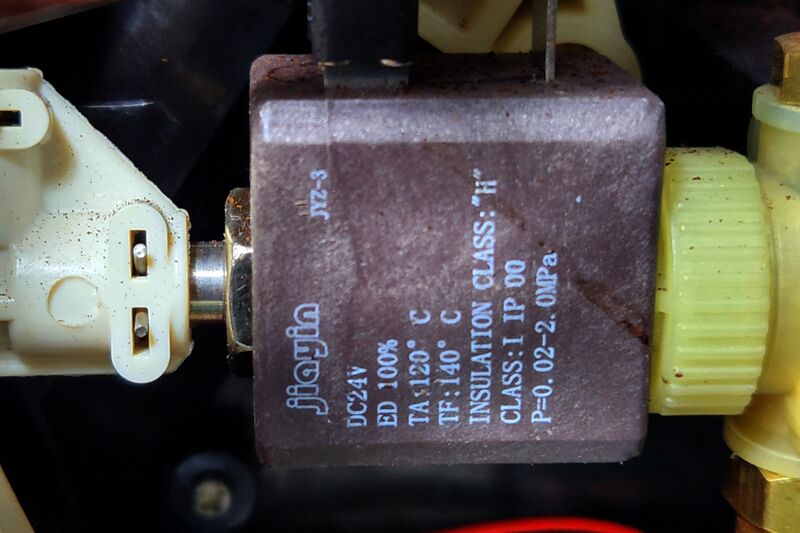 JYZ-3
jiayin
DC24V
ED 100%
TA:120° C
TF:140° C
INSULATION CLASS:"H"
CLASS:I IP 00
P=0.02-2.0MPa